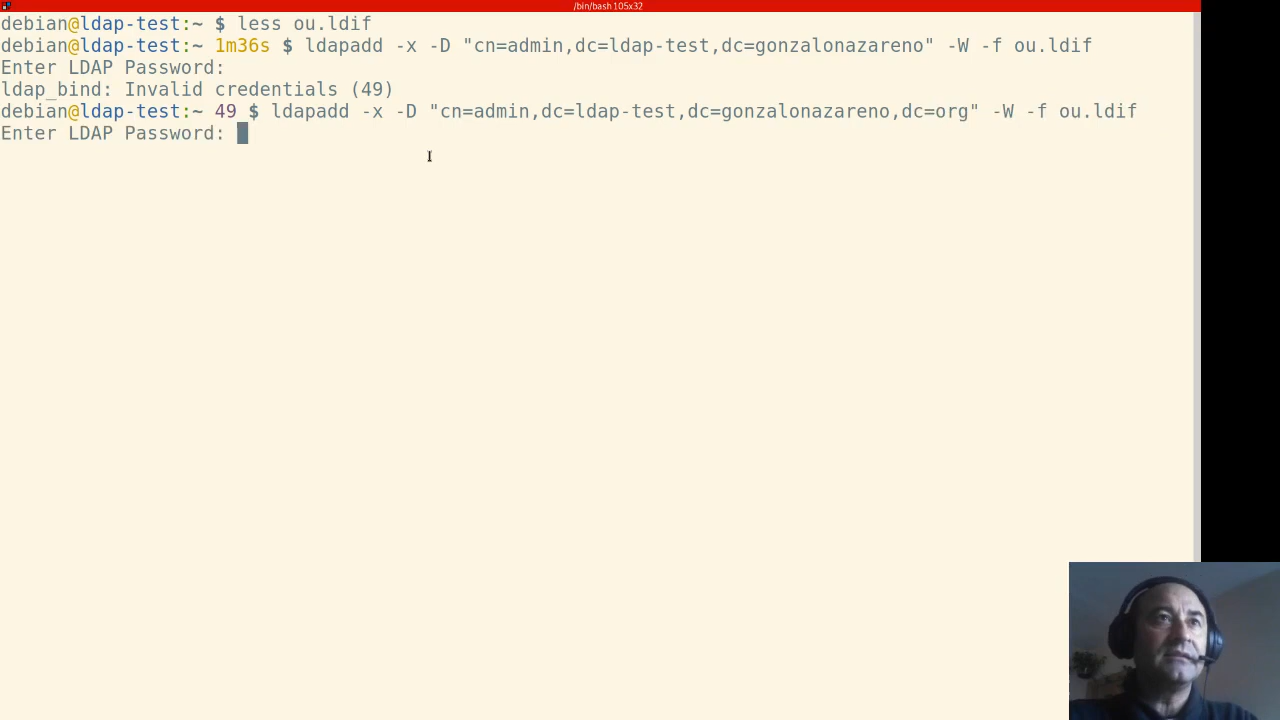 /bin/bash 105x32
debian@ldap-test:~ $ less ou.ldif
debian@ldap-test:~ 1m36s $ ldapadd -x -D "cn=admin,dc=ldap-test,dc=gonzalonazareno" -W -f ou.ldif
Enter LDAP Password:
ldap_bind: Invalid credentials (49)
debian@ldap-test:~ 49 $ ldapadd -x -D "cn=admin,dc=ldap-test,dc=gonzalonazareno,dc=org" -W -f ou.ldif
Enter LDAP Password: